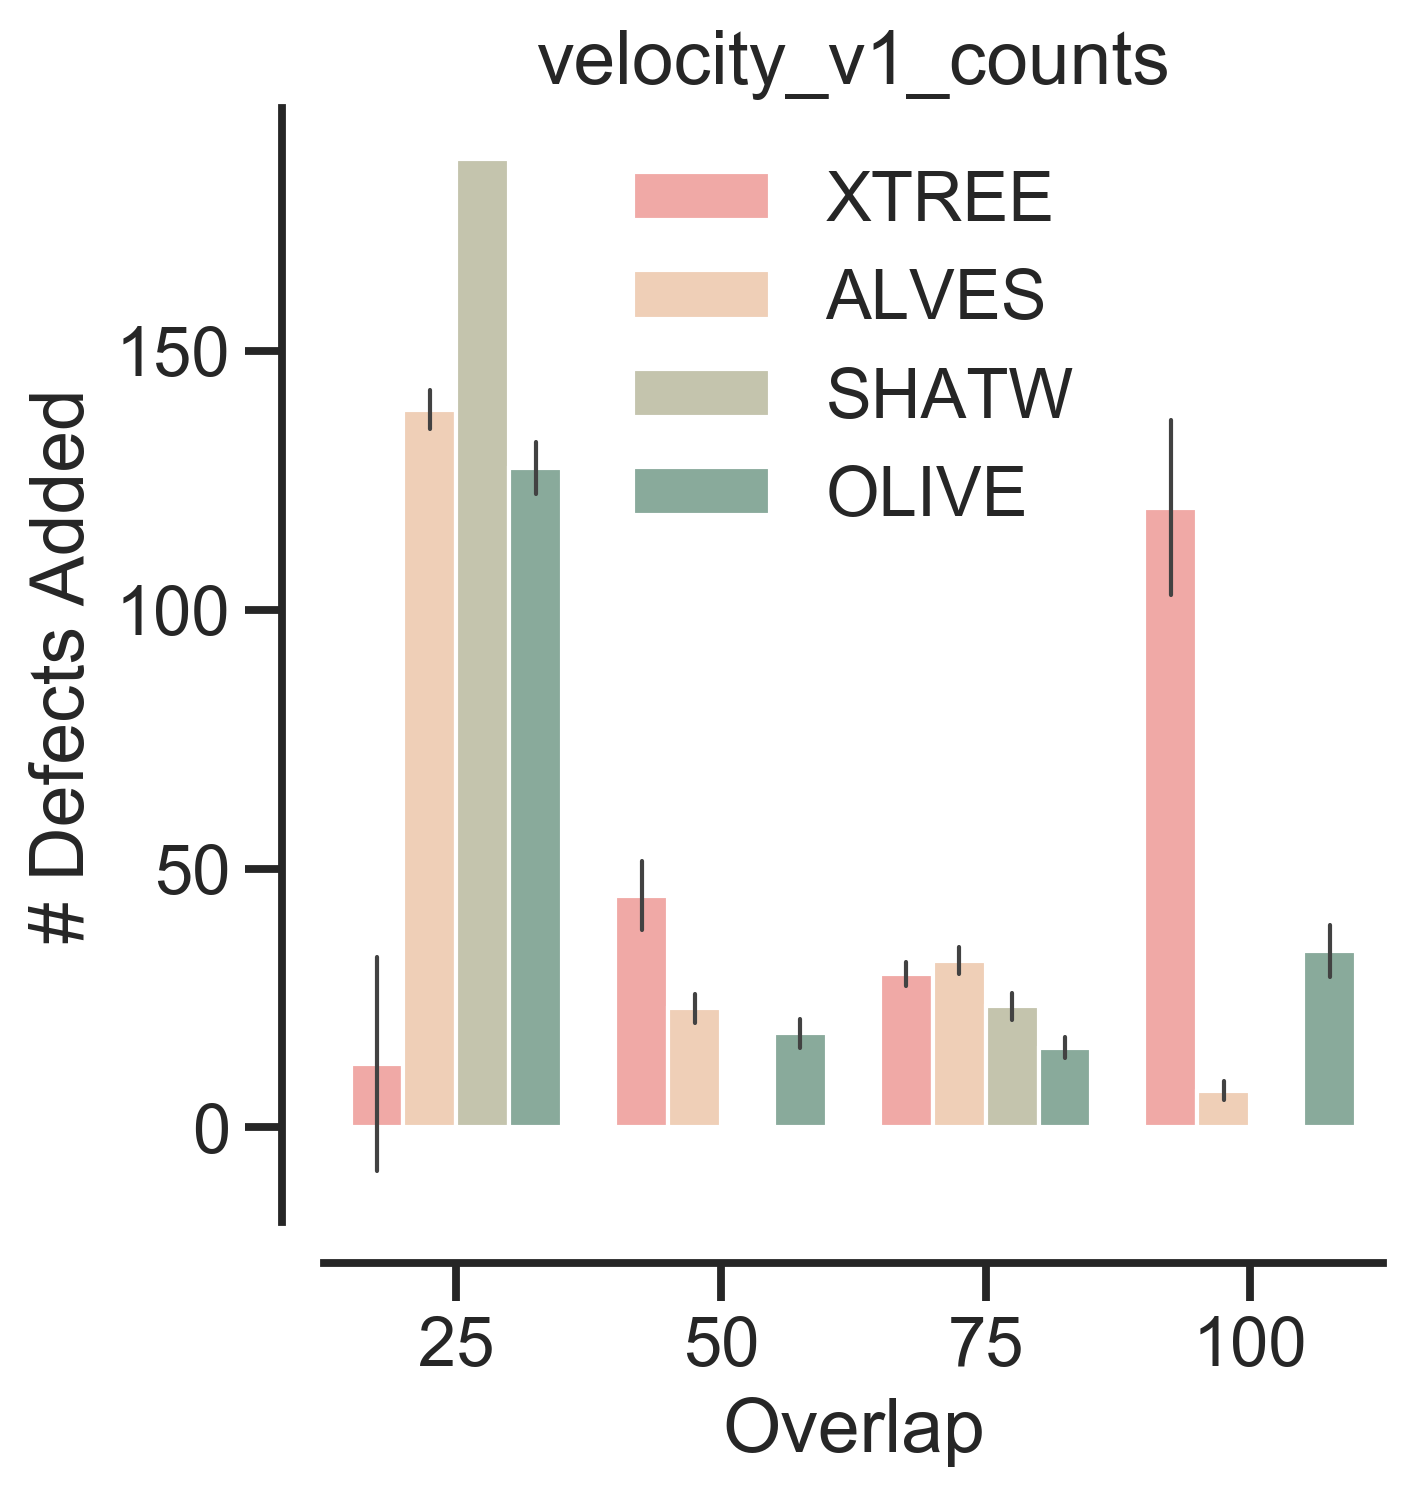 velocity_v1_counts
XTREE
ALVES
SHATW
OLIVE
# Defects Added
150
100
50
0
25 50 75 100
Overlap